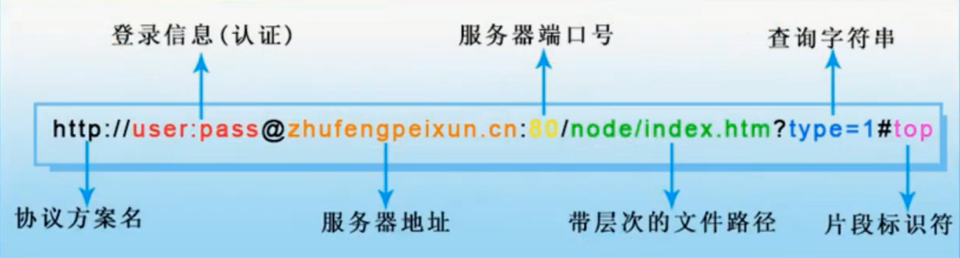 登录信息(认证) 服务器端口号 查询字符串
http://user:pass@zhufengpeixun.cn:80/node/index.htm?type=1#top
协议方案名 服务器地址 带层次的文件路径 片段标识符